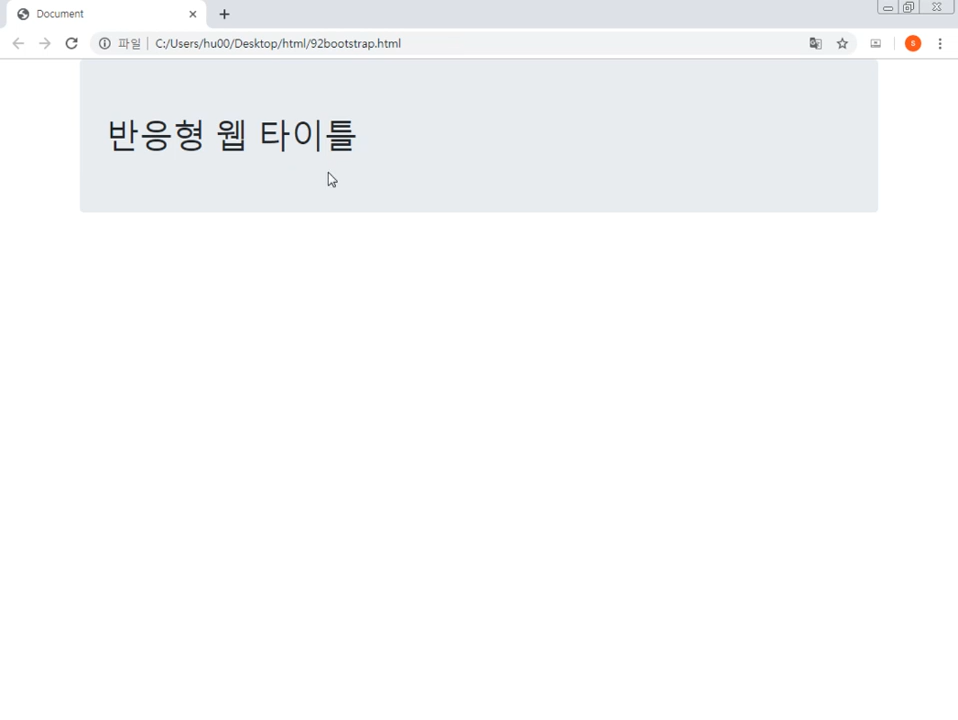 Document
파일 C:/Users/hu00/Desktop/html/92bootstrap.html
s
반응형 웹 타이틀